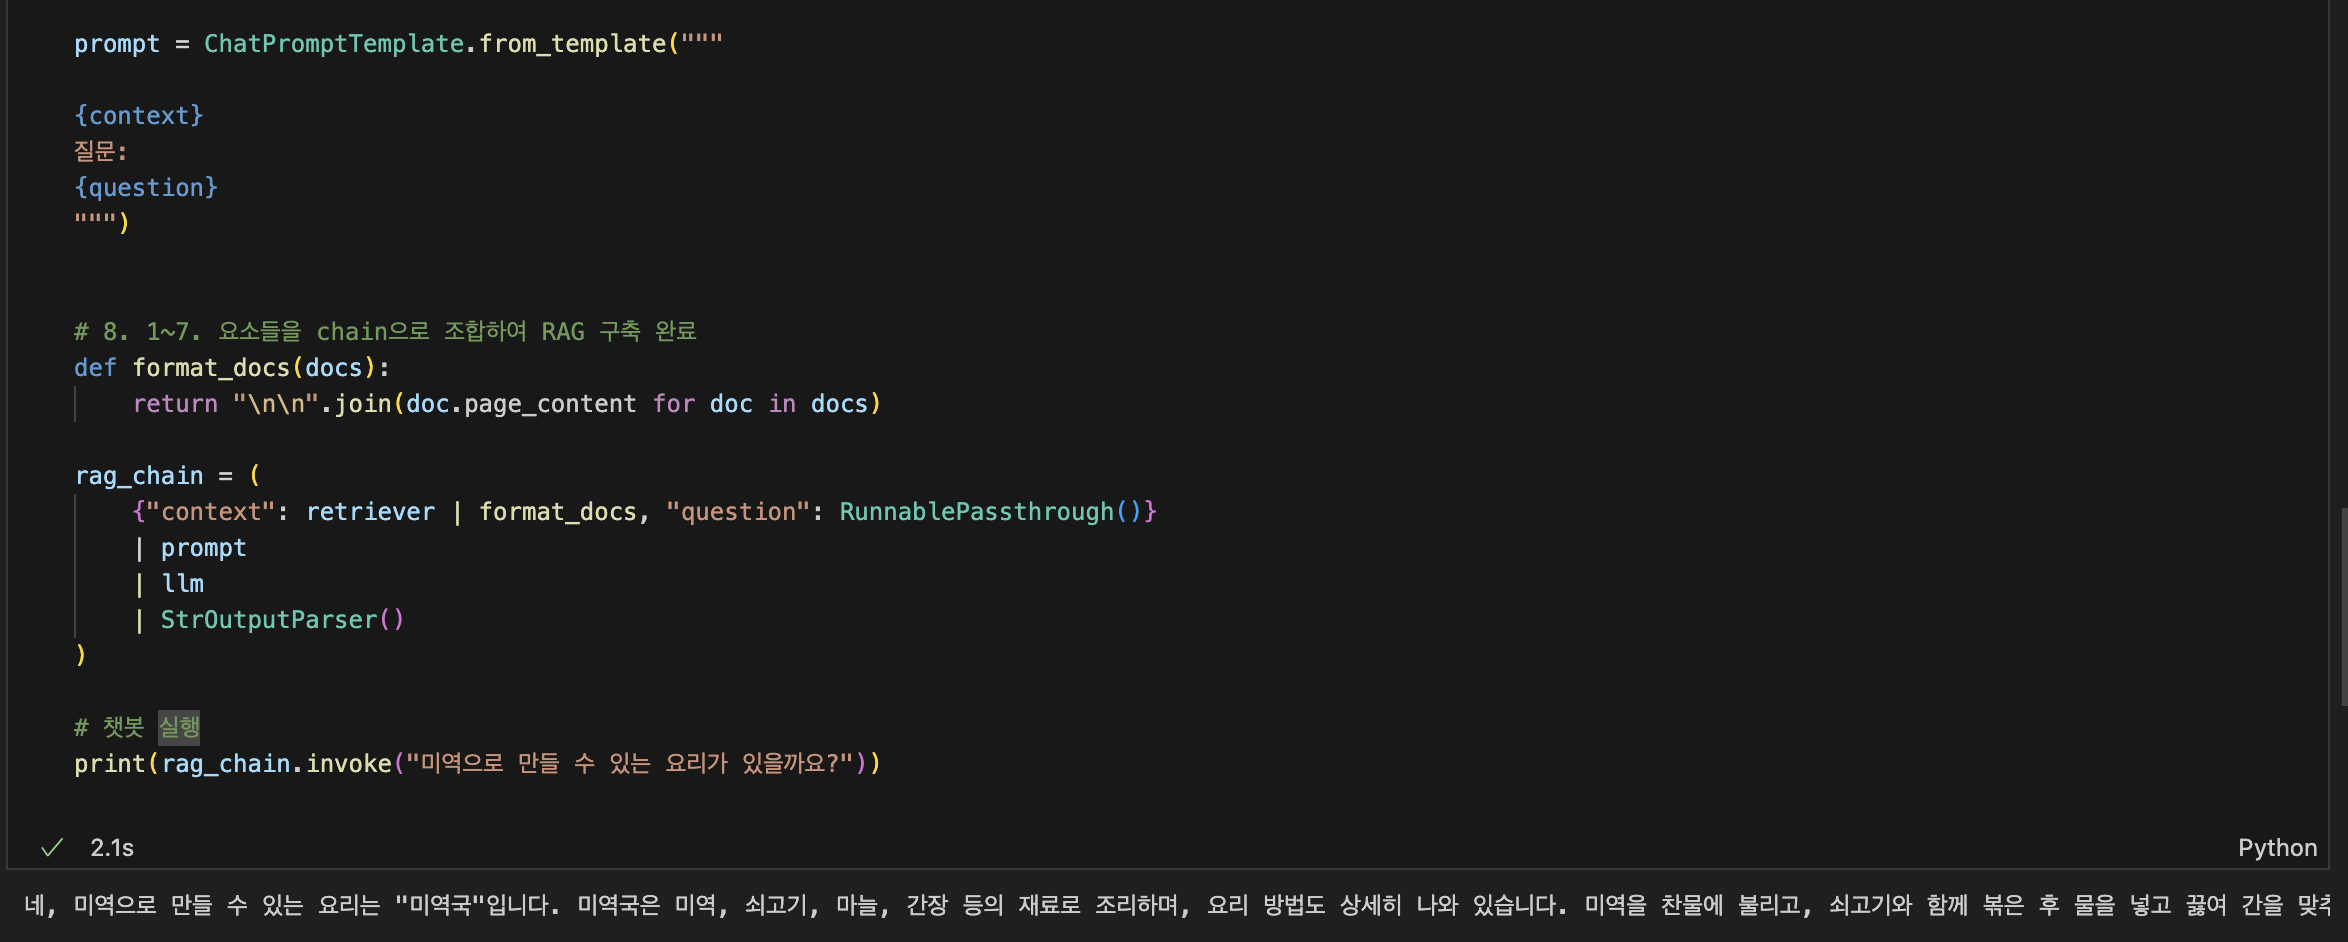 prompt = ChatPromptTemplate.from_template("""
{context}
질문:
{question}
""")
# 8. 1~7. 요소들을 chain으로 조합하여 RAG 구축 완료
def format_docs(docs):
    return "\n\n".join(doc.page_content for doc in docs)
rag_chain = (
    {"context": retriever | format_docs, "question": RunnablePassthrough()}
    | prompt
    | llm
    | StrOutputParser()
)
# 챗봇 실행
print(rag_chain.invoke("미역으로 만들 수 있는 요리가 있을까요?"))
2.1s
Python
네, 미역으로 만들 수 있는 요리는 "미역국"입니다. 미역국은 미역, 쇠고기, 마늘, 간장 등의 재료로 조리하며, 요리 방법도 상세히 나와 있습니다. 미역을 찬물에 불리고, 쇠고기와 함께 볶은 후 물을 넣고 끓여 간을